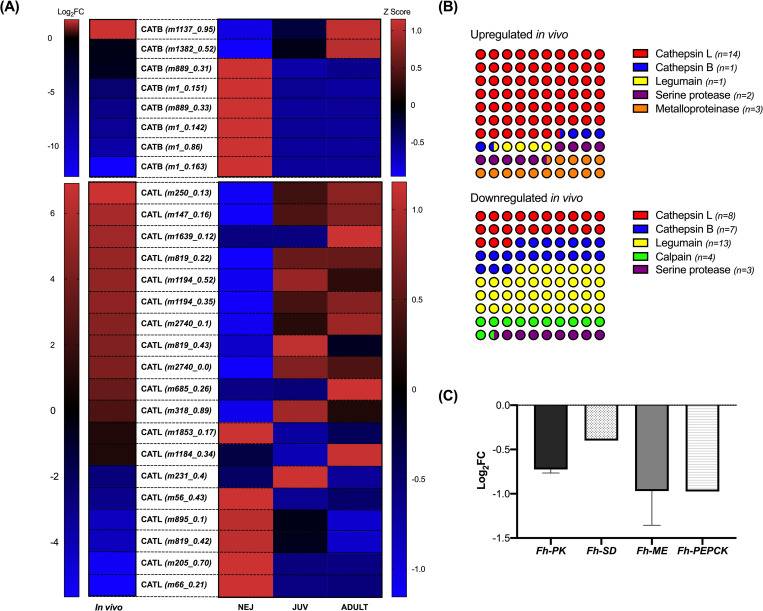 (A)
Log2FC
Z Score
0
-5
-10
CATB (m1137_0.95)
CATB (m1382_0.52)
CATB (m889_0.31)
CATB (m1_0.151)
CATB (m889_0.33)
CATB (m1_0.142)
CATB (m1_0.86)
CATB (m1_0.163)
1.0
0.5
0
-0.5
6
4
2
0
-2
-4
CATL (m250_0.13)
CATL (m147_0.16)
CATL (m1639_0.12)
CATL (m819_0.22)
CATL (m1194_0.52)
CATL (m1194_0.35)
CATL (m2740_0.1)
CATL (m819_0.43)
CATL (m2740_0.0)
CATL (m685_0.26)
CATL (m318_0.89)
CATL (m1853_0.17)
CATL (m1184_0.34)
CATL (m231_0.4)
CATL (m56_0.43)
CATL (m895_0.1)
CATL (m819_0.42)
CATL (m205_0.70)
CATL (m66_0.21)
1.0
0.5
0
-0.5
-1.0
In vivo
NEJ
JUV
ADULT
(B)
Upregulated in vivo
Cathepsin L (n=14)
Cathepsin B (n=1)
Legumain (n=1)
Serine protease (n=2)
Metalloproteinase (n=3)
Downregulated in vivo
Cathepsin L (n=8)
Cathepsin B (n=7)
Legumain (n=13)
Calpain (n=4)
Serine protease (n=3)
(C)
Log2FC
0.0
-0.5
-1.0
-1.5
Fh-PK
Fh-SD
Fh-ME
Fh-PEPCK